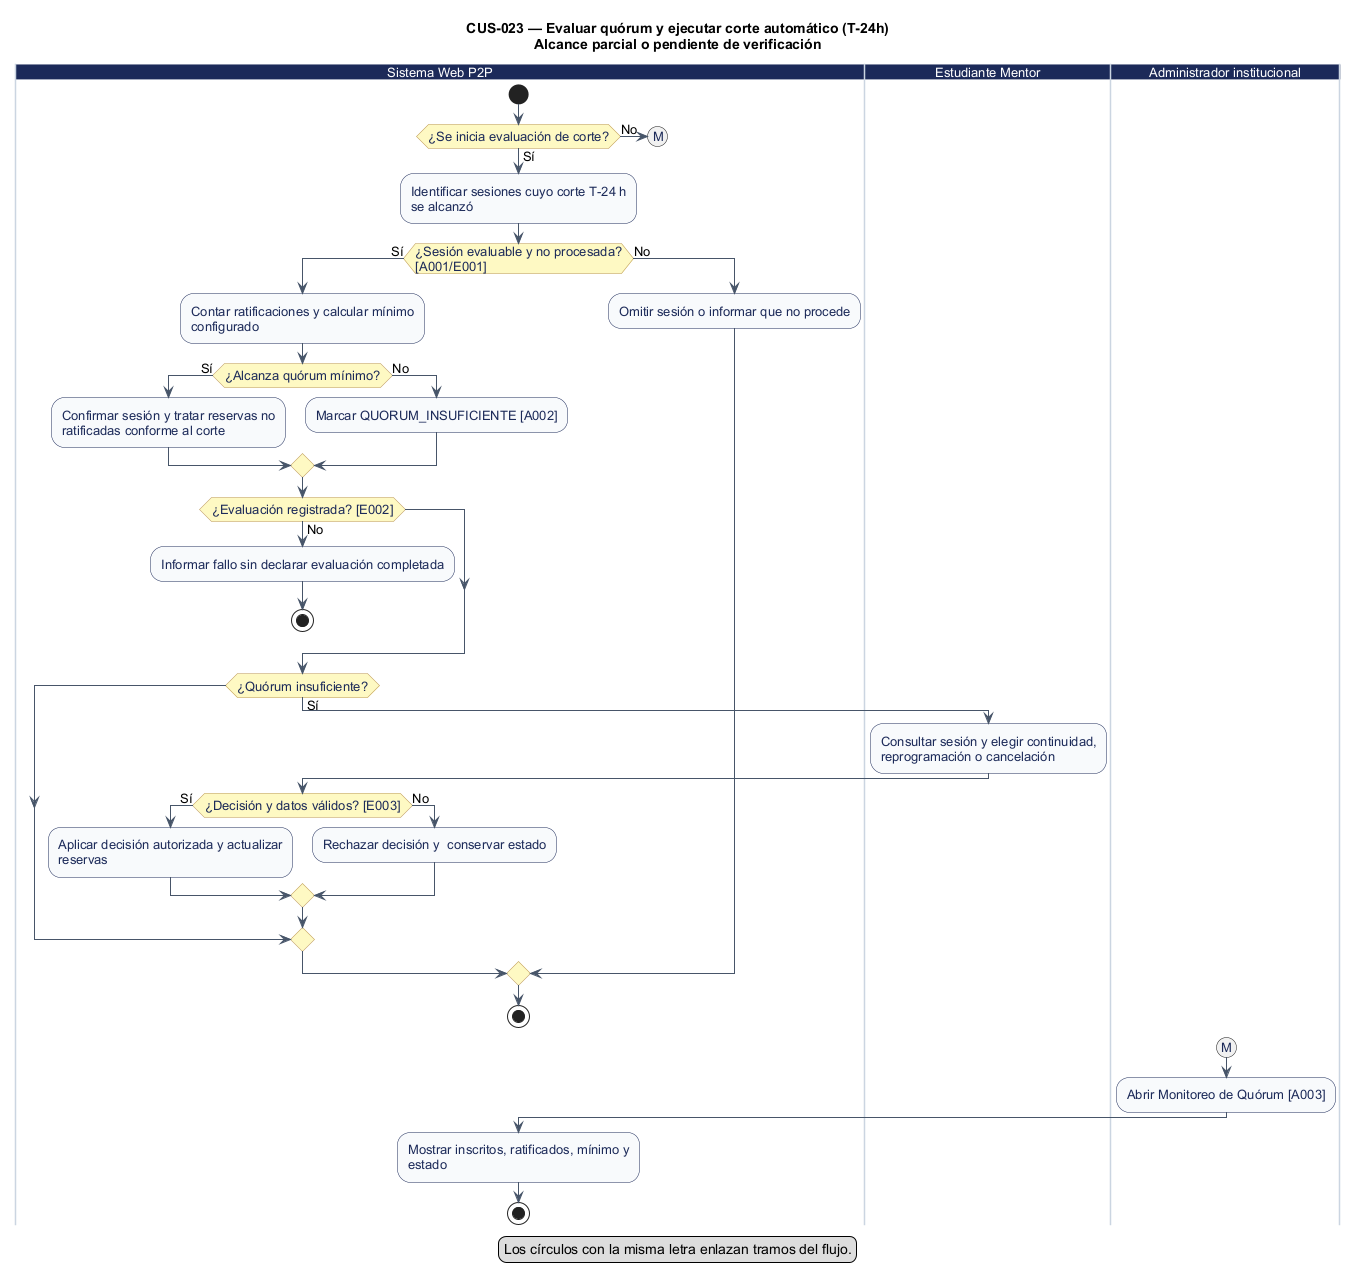 CUS-023 — Evaluar quórum y ejecutar corte automático (T-24h)
Alcance parcial o pendiente de verificación
Sistema Web P2P
Estudiante Mentor
Administrador institucional
¿Se inicia evaluación de corte?
No
M
Sí
Identificar sesiones cuyo corte T-24 h
se alcanzó
Sí
¿Sesión evaluable y no procesada?
[A001/E001]
No
Contar ratificaciones y calcular mínimo
configurado
Omitir sesión o informar que no procede
Sí
¿Alcanza quórum mínimo?
No
Confirmar sesión y tratar reservas no
ratificadas conforme al corte
Marcar QUORUM_INSUFICIENTE [A002]
¿Evaluación registrada? [E002]
No
Informar fallo sin declarar evaluación completada
¿Quórum insuficiente?
Sí
Consultar sesión y elegir continuidad,
reprogramación o cancelación
Sí
¿Decisión y datos válidos? [E003]
No
Aplicar decisión autorizada y actualizar
reservas
Rechazar decisión y  conservar estado
M
Abrir Monitoreo de Quórum [A003]
Mostrar inscritos, ratificados, mínimo y
estado
Los círculos con la misma letra enlazan tramos del flujo.